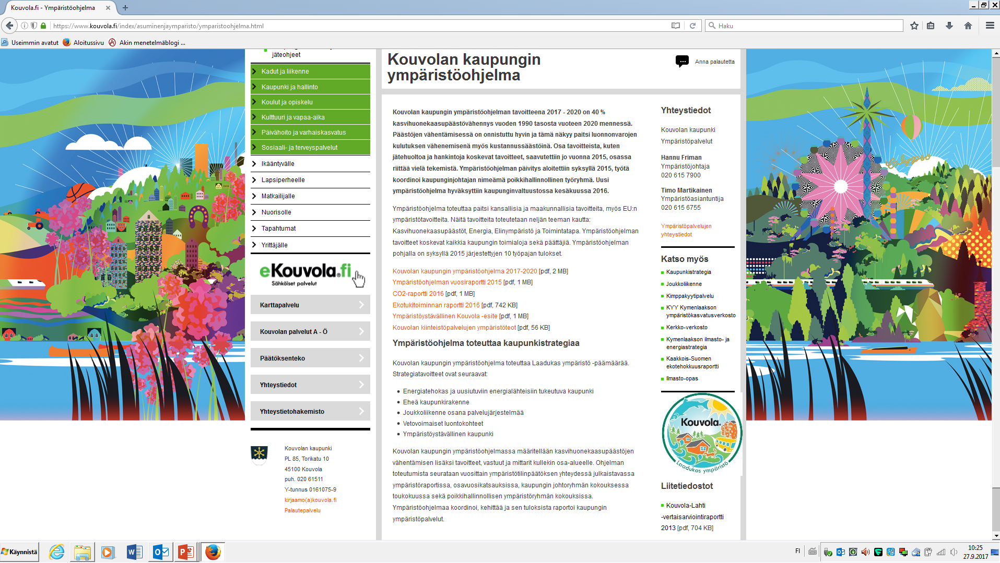 Kouvola.fi - Ympäristöohjelma
https://www.kouvola.fi/index/asuminenjaymparisto/ymparistoohjelma.html
Haku
Useimmin avatut
Aloitussivu
Akin menetelmäblogi ...
jäteohjeet
Kadut ja liikenne
Kaupunki ja hallinto
Koulut ja opiskelu
Kulttuuri ja vapaa-aika
Päivähoito ja varhaiskasvatus
Sosiaali- ja terveyspalvelut
Ikääntyvälle
Lapsiperheelle
Matkailijalle
Nuorisolle
Tapahtumat
Yrittäjälle
eKouvola.fi
Sähköiset palvelut
Karttapalvelu
Kouvolan palvelut A - Ö
Päätöksenteko
Yhteystiedot
Yhteystietohakemisto
Kouvolan kaupunki
PL 85, Torikatu 10
45100 Kouvola
puh. 020 61511
Y-tunnus 0161075-9
kirjaamo(a)kouvola.fi
Palautepalvelu
Kouvolan kaupungin
ympäristöohjelma
Anna palautetta
Kouvolan kaupungin ympäristöohjelman tavoitteena 2017 - 2020 on 40 %
kasvihuonekaasupäästövähennys vuoden 1990 tasosta vuoteen 2020 mennessä.
Päästöjen vähentämisessä on onnistuttu hyvin ja tämä näkyy paitsi luonnonvarojen
kulutuksen vähenemisenä myös kustannussäästöinä. Osa tavoitteista, kuten
jätehuoltoa ja hankintoja koskevat tavoitteet, saavutettiin jo vuonna 2015, osassa
riittää vielä tekemistä. Ympäristöohjelman päivitys aloitettiin syksyllä 2015, työtä
koordinoi kaupunginjohtajan nimeämä poikkihallinnollinen työryhmä. Uusi
ympäristöohjelma hyväksyttiin kaupunginvaltuustossa kesäkuussa 2016.
Ympäristöohjelma toteuttaa paitsi kansallisia ja maakunnallisia tavoitteita, myös EU:n
ympäristötavoitteita. Näitä tavoitteita toteutetaan neljän teeman kautta:
Kasvihuonekaasupäästöt, Energia, Elinympäristö ja Toimintatapa. Ympäristöohjelman
tavoitteet koskevat kaikkia kaupungin toimialoja sekä päättäjiä. Ympäristöohjelman
pohjalla on syksyllä 2015 järjestettyjen 10 työpajan tulokset.
Kouvolan kaupungin ympäristöohjelma 2017-2020 [pdf, 2 MB]
Ympäristöohjelman vuosiraportti 2015 [pdf, 1 MB]
CO2-raportti 2016 [pdf, 1 MB]
Ekotukitoiminnan raportti 2016 [pdf, 742 KB]
Ympäristöystävällinen Kouvola -esite [pdf, 1 MB]
Kouvolan kiinteistöpalvelujen ympäristöteot [pdf, 56 KB]
Ympäristöohjelma toteuttaa kaupunkistrategiaa
Kouvolan kaupungin ympäristöohjelma toteuttaa Laadukas ympäristö -päämäärää.
Strategiatavoitteet ovat seuraavat:
Energiatehokas ja uusiutuviin energialähteisiin tukeutuva kaupunki
Eheä kaupunkirakenne
Joukkoliikenne osana palvelujärjestelmää
Vetovoimaiset luontokohteet
Ympäristöystävällinen kaupunki
Kouvolan kaupungin ympäristöohjelmassa määritellään kasvihuonekaasupäästöjen
vähentämisen lisäksi tavoitteet, vastuut ja mittarit kullekin osa-alueelle. Ohjelman
toteutumista seurataan vuosittain ympäristötilinpäätöksen yhteydessä julkaistavassa
ympäristöraportissa, osavuosikatsauksissa, kaupungin johtoryhmän kokouksessa
toukokuussa sekä poikkihallinnollisen ympäristöryhmän kokouksissa.
Ympäristöohjelmaa koordinoi, kehittää ja sen tuloksista raportoi kaupungin
ympäristöpalvelut.
Yhteystiedot
Kouvolan kaupunki
Ympäristöpalvelut
Hannu Friman
Ympäristöjohtaja
020 615 7900
Timo Martikainen
Ympäristöasiantuntija
020 615 6755
Ympäristöpalvelujen
yhteystiedot
Katso myös
Kaupunkistrategia
Joukkoliikenne
Kimppakyytipalvelu
KYY Kymenlaakson
ympäristökasvatusverkosto
Kerkko-verkosto
Kymenlaakson ilmasto- ja
energiastrategia
Kaakkois-Suomen
ekotehokkuusraportti
Ilmasto-opas
Kouvola
Laadukas ympäristö
Liitetiedostot
Kouvola-Lahti
-vertaisarviointiraportti
2013 [pdf, 704 KB]
Calypso
Käynnistä
FI
10:25
27.9.2017